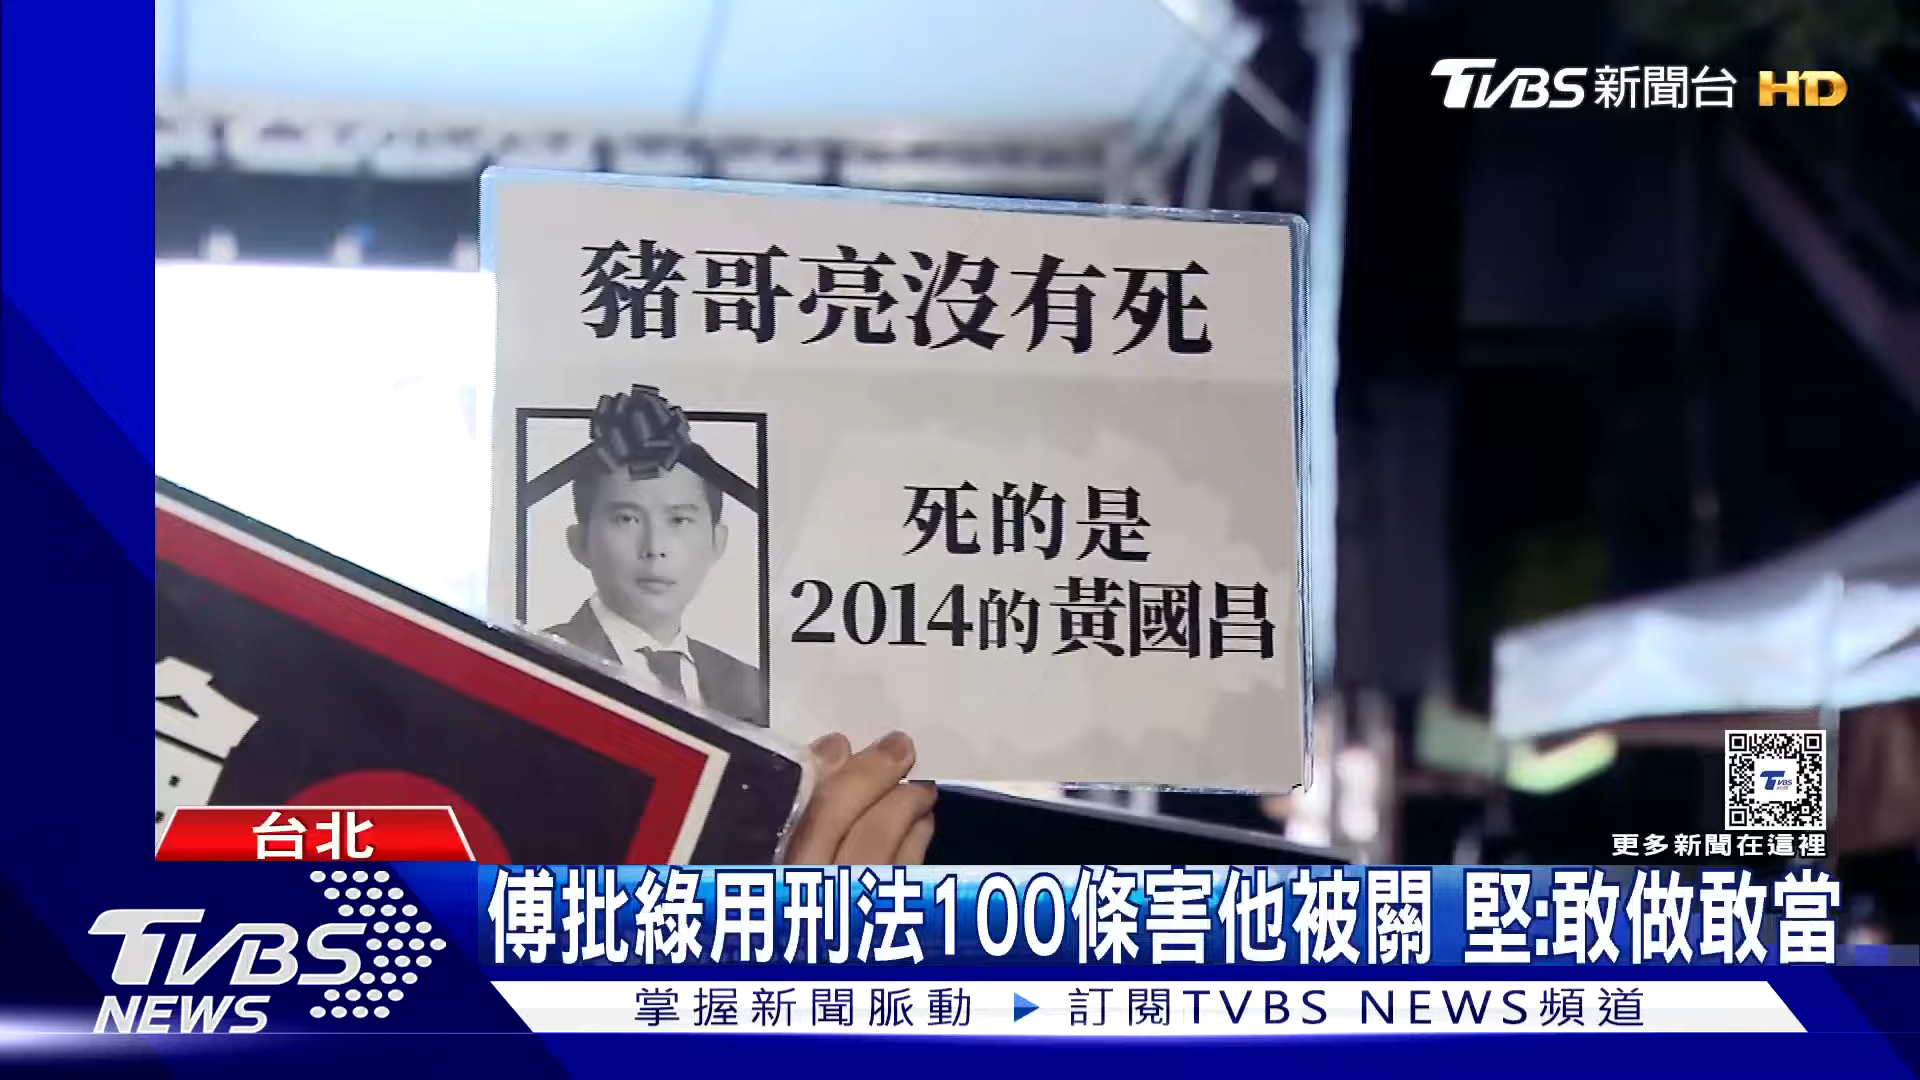 TVBS新聞台 HD
豬哥亮沒有死
死的是
2014的黃國昌
TVBS
更多新聞在這裡
台北
傅批綠用刑法100條害他被關 堅:敢做敢當
TVBS
NEWS
掌握新聞脈動 ▶ 訂閱TVBS NEWS頻道